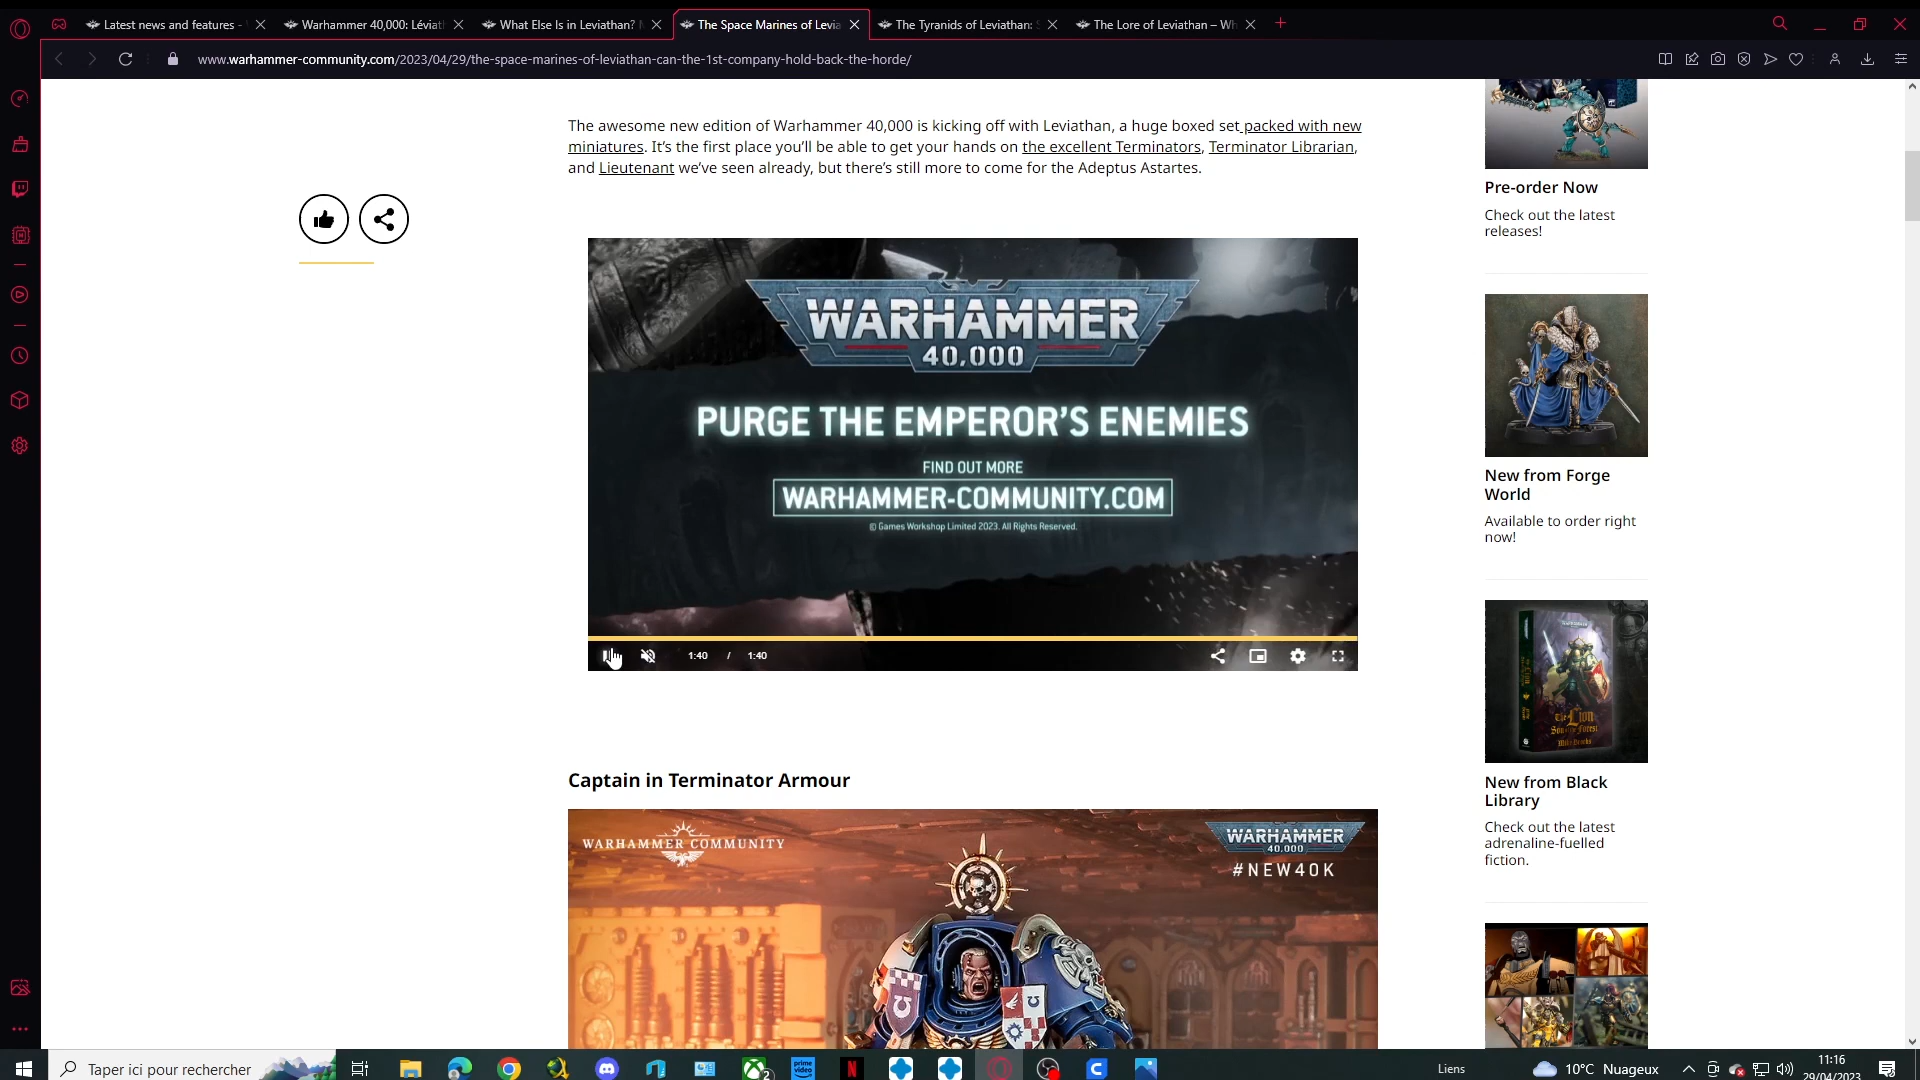 Latest news and features -
Warhammer 40,000: Léviat
What Else Is in Leviathan?
The Space Marines of Levia
The Tyranids of Leviathan:
The Lore of Leviathan – Wh
www.warhammer-community.com/2023/04/29/the-space-marines-of-leviathan-can-the-1st-company-hold-back-the-horde/
The awesome new edition of Warhammer 40,000 is kicking off with Leviathan, a huge boxed set packed with new
miniatures. It's the first place you'll be able to get your hands on the excellent Terminators, Terminator Librarian,
and Lieutenant we've seen already, but there's still more to come for the Adeptus Astartes.
WARHAMMER
40,000
PURGE THE EMPEROR'S ENEMIES
FIND OUT MORE
WARHAMMER-COMMUNITY.COM
© Games Workshop Limited 2023. All Rights Reserved.
1:40 / 1:40
Captain in Terminator Armour
WARHAMMER COMMUNITY
WARHAMMER
40,000
#NEW40K
Pre-order Now
Check out the latest
releases!
New from Forge
World
Available to order right
now!
The Lion
Son of the Forest
New from Black
Library
Check out the latest
adrenaline-fuelled
fiction.
Taper ici pour rechercher
prime
video
2
Liens
10°C Nuageux
11:16
29/04/2023